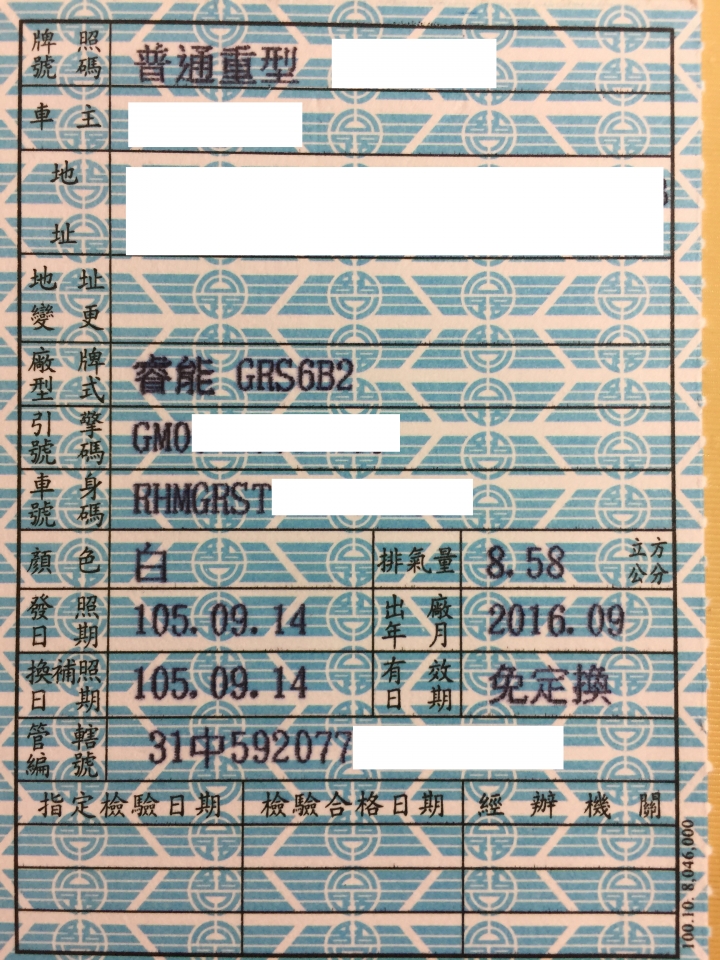 牌照號碼 普通重型
車主
地址
地址變更
廠牌型式 睿能 GRS6B2
引擎號碼 GM0
車身號碼 RHMGRST
顏色 白 排氣量 8.58 立方公分
發照日期 105.09.14 出廠年月 2016.09
換補照日期 105.09.14 有效日期 免定換
管轄編號 31中592077
指定檢驗日期 檢驗合格日期 經辦機關
100.10. 8,046,000